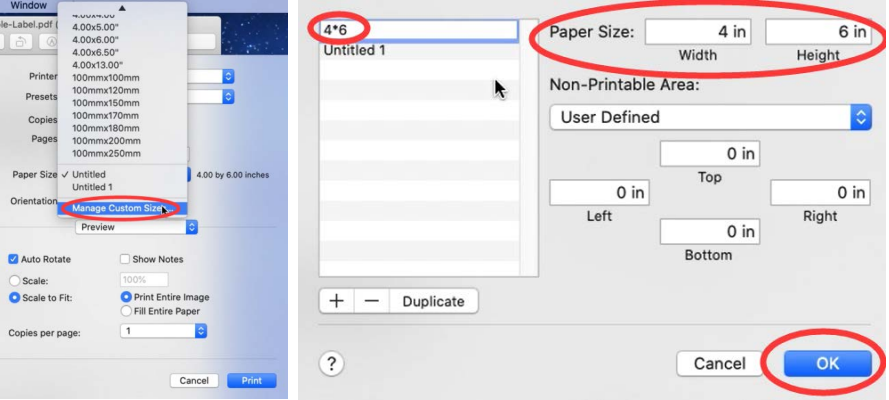 Window
le-Label.pdf (
4.00x5.00"
4.00x6.00"
4.00x6.50"
4.00x13.00"
100mmx100mm
100mmx120mm
100mmx150mm
100mmx170mm
100mmx180mm
100mmx200mm
100mmx250mm
Printer
Presets
Copies
Pages
Paper Size ✓ Untitled 4.00 by 6.00 inches
Untitled 1
Orientation
Manage Custom Siz
Preview
Auto Rotate Show Notes
Scale: 100%
Scale to Fit: Print Entire Image
Fill Entire Paper
Copies per page: 1
Cancel Print
4*6
Untitled 1
Paper Size: 4 in 6 in
Width Height
Non-Printable Area:
User Defined
0 in
Top
0 in 0 in
Left Right
0 in
Bottom
+ − Duplicate
? Cancel OK